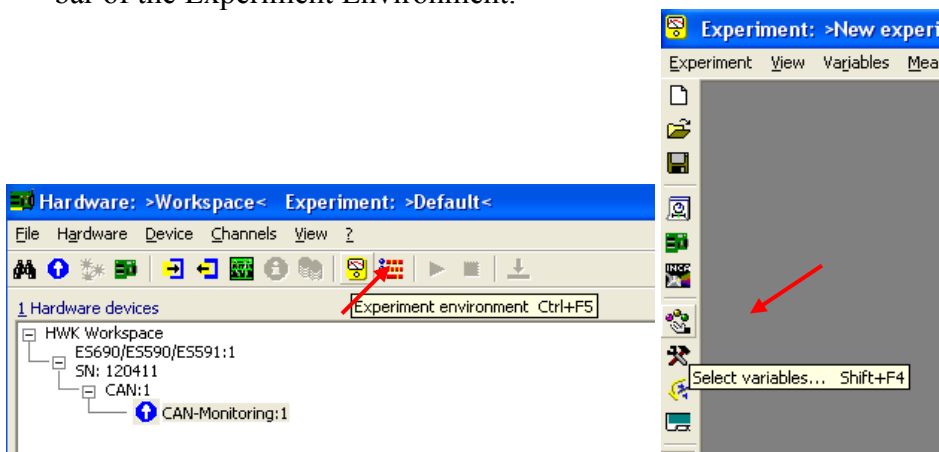 bar of the Experiment Environment.
Hardware: >Workspace< Experiment: >Default<
File Hardware Device Channels View ?
Experiment environment Ctrl+F5
1 Hardware devices
HWK Workspace
ES690/ES590/ES591:1
SN: 120411
CAN:1
CAN-Monitoring:1
Experiment: >New experi
Experiment View Variables Mea
INCA
Select variables... Shift+F4